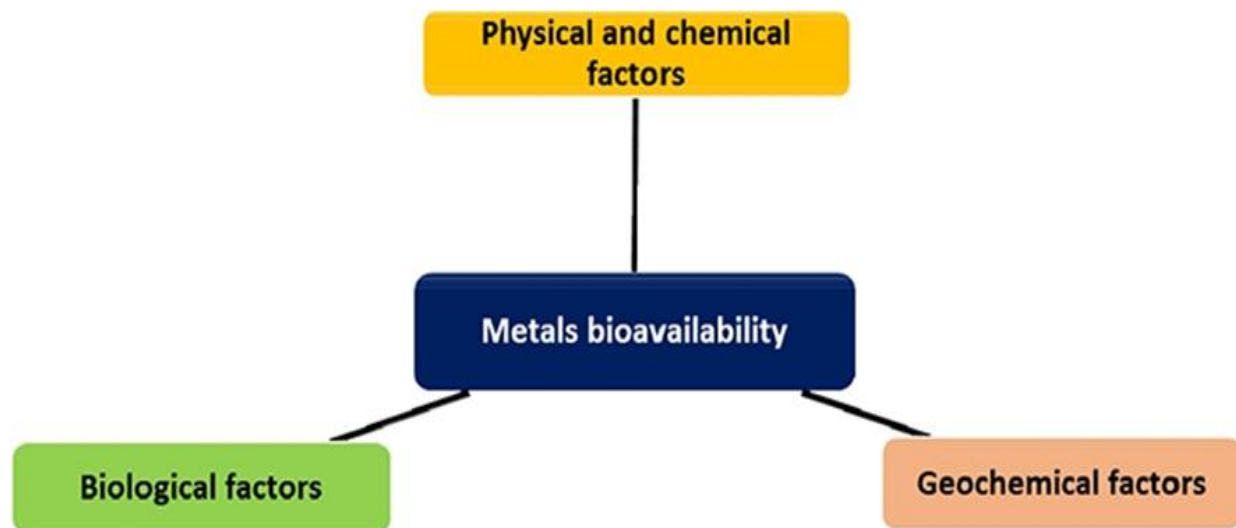 Physical and chemical
factors
Metals bioavailability
Biological factors
Geochemical factors